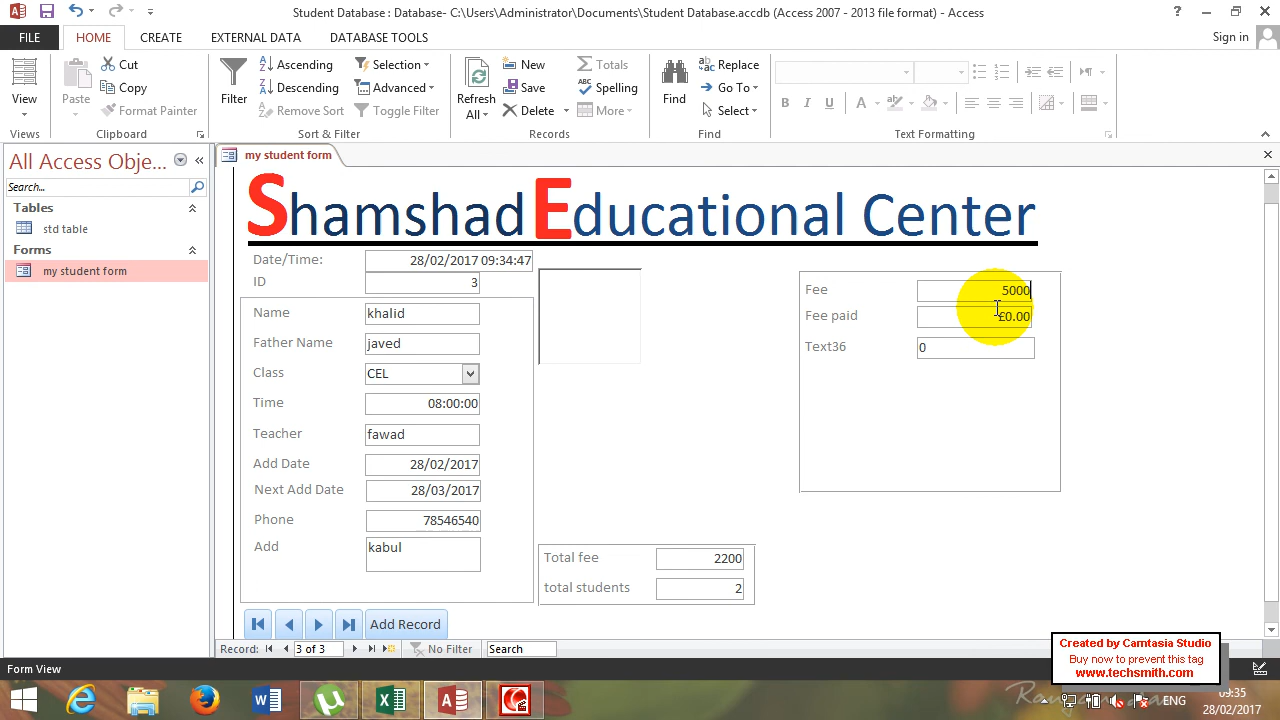 Student Database : Database- C:\Users\Administrator\Documents\Student Database.accdb (Access 2007 - 2013 file format) - Access
FILE HOME CREATE EXTERNAL DATA DATABASE TOOLS Sign in
View
Views
Paste
Cut
Copy
Format Painter
Clipboard
Filter
Ascending
Descending
Remove Sort
Selection
Advanced
Toggle Filter
Sort & Filter
Refresh
All
New
Save
Delete
Totals
Spelling
More
Records
Find
Replace
Go To
Select
Find
B I U A
Text Formatting
All Access Obje...
Search...
Tables
std table
Forms
my student form
my student form
Shamshad Educational Center
Date/Time: 28/02/2017 09:34:47
ID 3
Name khalid
Father Name javed
Class CEL
Time 08:00:00
Teacher fawad
Add Date 28/02/2017
Next Add Date 28/03/2017
Phone 78546540
Add kabul
Fee 5000
Fee paid £0.00
Text36 0
Total fee 2200
total students 2
Add Record
Record: 3 of 3 No Filter Search
Form View
Created by Camtasia Studio
Buy now to prevent this tag
www.techsmith.com
ENG
09:35
28/02/2017